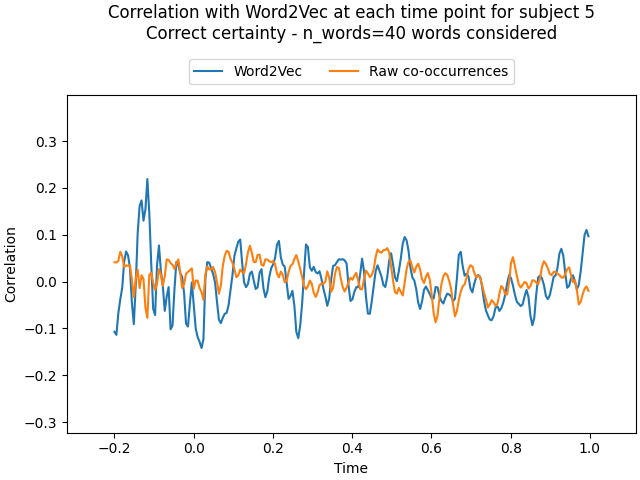 Correlation with Word2Vec at each time point for subject 5
Correct certainty - n_words=40 words considered
Word2Vec
Raw co-occurrences
0.3
0.2
0.1
0.0
−0.1
−0.2
−0.3
Correlation
−0.2
0.0
0.2
0.4
0.6
0.8
1.0
Time